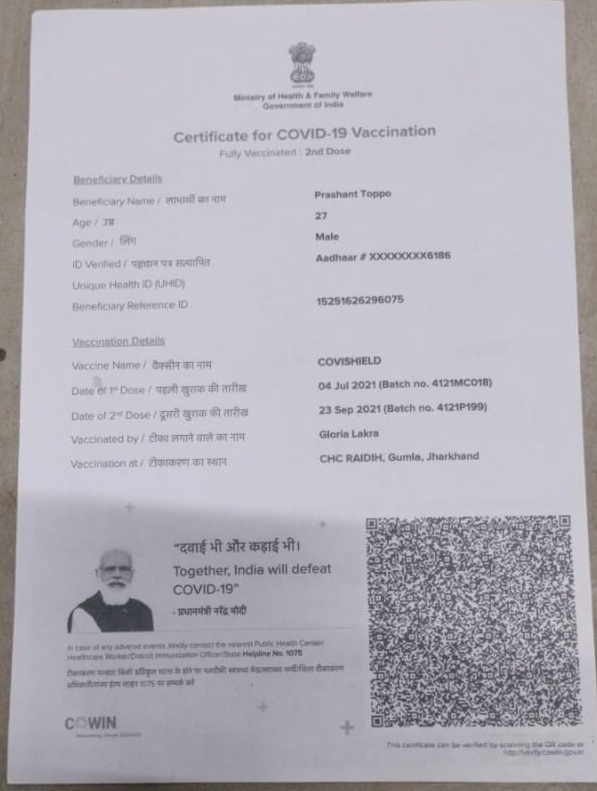 Ministry of Health & Family Welfare
Government of India
Certificate for COVID-19 Vaccination
Fully Vaccinated : 2nd Dose
Beneficiary Details
Beneficiary Name / लाभार्थी का नाम Prashant Toppo
Age / उम्र 27
Gender / लिंग Male
ID Verified / पहचान पत्र सत्यापित Aadhaar # XXXXXXXX6186
Unique Health ID (UHID)
Beneficiary Reference ID 15251626296075
Vaccination Details
Vaccine Name / वैक्सीन का नाम COVISHIELD
Date of 1st Dose / पहली खुराक की तारीख 04 Jul 2021 (Batch no. 4121MC018)
Date of 2nd Dose / दूसरी खुराक की तारीख 23 Sep 2021 (Batch no. 4121P199)
Vaccinated by / टीका लगाने वाले का नाम Gloria Lakra
Vaccination at / टीकाकरण का स्थान CHC RAIDIH, Gumla, Jharkhand
“दवाई भी और कड़ाई भी।
Together, India will defeat
COVID-19”
- प्रधानमंत्री नरेंद्र मोदी
In case of any adverse events, kindly contact the nearest Public Health Center/
Healthcare Worker/District Immunization Officer/State Helpline No. 1075
टीकाकरण पश्चात किसी प्रतिकूल घटना के होने पर नजदीकी स्वास्थ्य केंद्र/स्वास्थ्य कर्मी/जिला टीकाकरण
अधिकारी/राज्य हेल्प लाइन 1075 पर सम्पर्क करें
COWIN
This certificate can be verified by scanning the QR code at
http://verify.cowin.gov.in